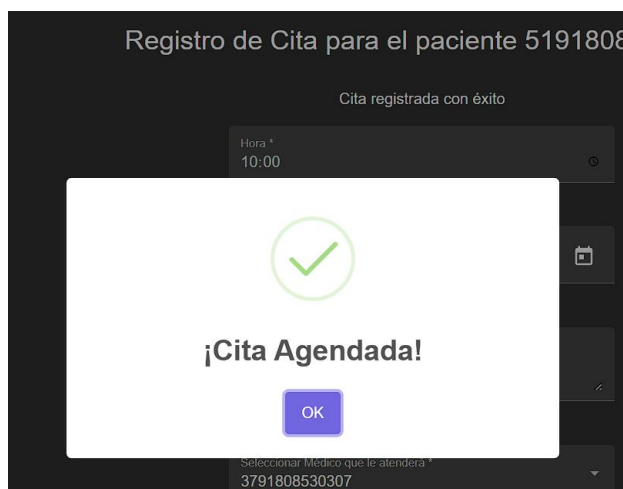 Registro de Cita para el paciente 5191808
Cita registrada con éxito
Hora *
10:00
¡Cita Agendada!
OK
Seleccionar Médico que le atenderá *
3791808530307